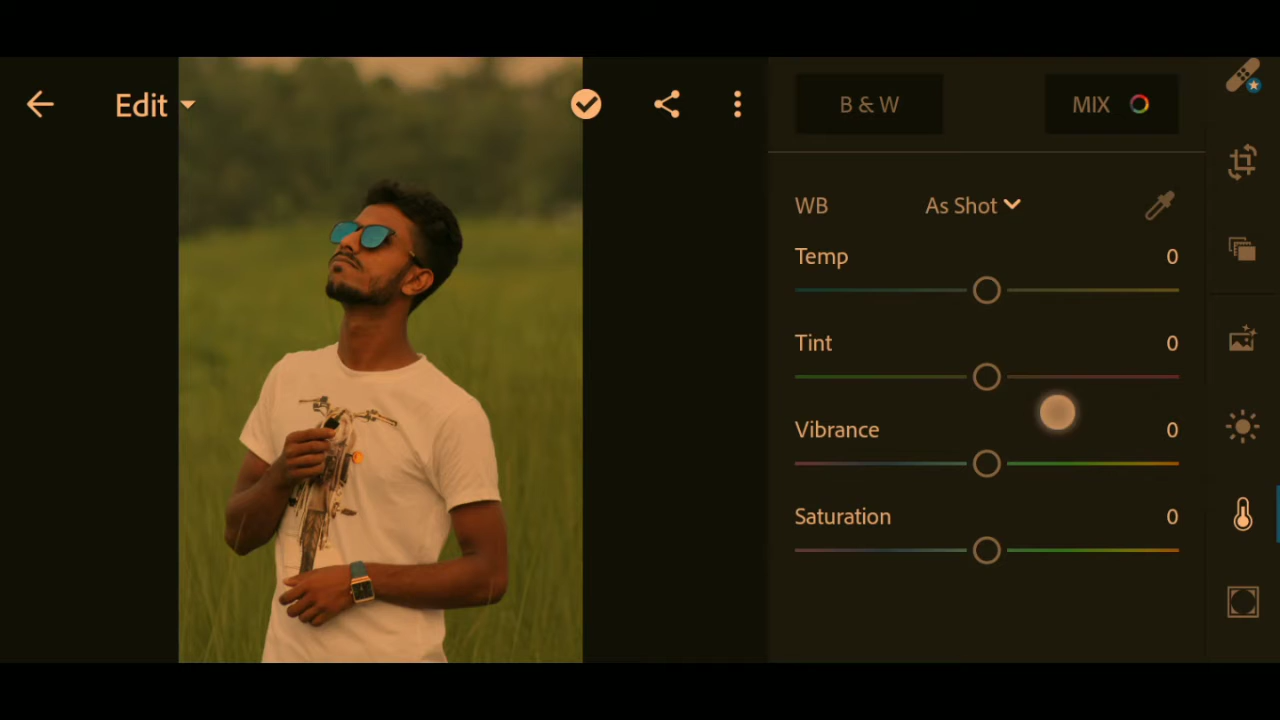 Edit
B & W
MIX
WB As Shot
Temp 0
Tint 0
Vibrance 0
Saturation 0